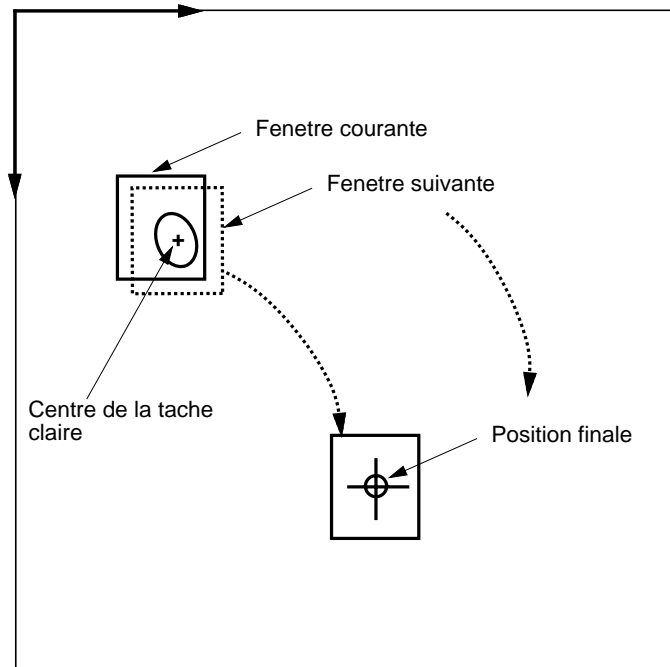 Fenetre courante
Fenetre suivante
Centre de la tache
claire
Position finale